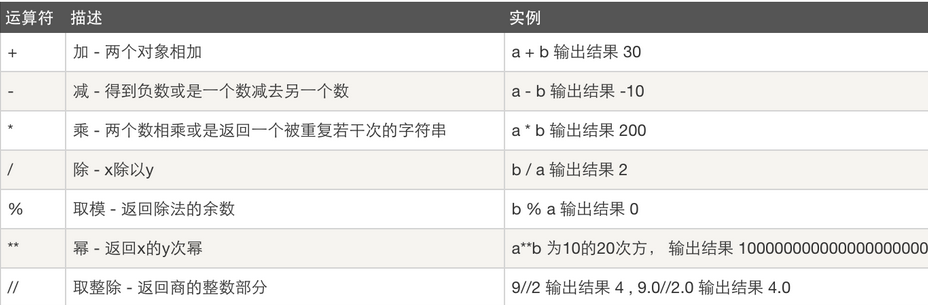 运算符 描述 实例
+ 加 - 两个对象相加 a + b 输出结果 30
- 减 - 得到负数或是一个数减去另一个数 a - b 输出结果 -10
* 乘 - 两个数相乘或是返回一个被重复若干次的字符串 a * b 输出结果 200
/ 除 - x除以y b / a 输出结果 2
% 取模 - 返回除法的余数 b % a 输出结果 0
** 幂 - 返回x的y次幂 a**b 为10的20次方， 输出结果 100000000000000000000
// 取整除 - 返回商的整数部分 9//2 输出结果 4 , 9.0//2.0 输出结果 4.0